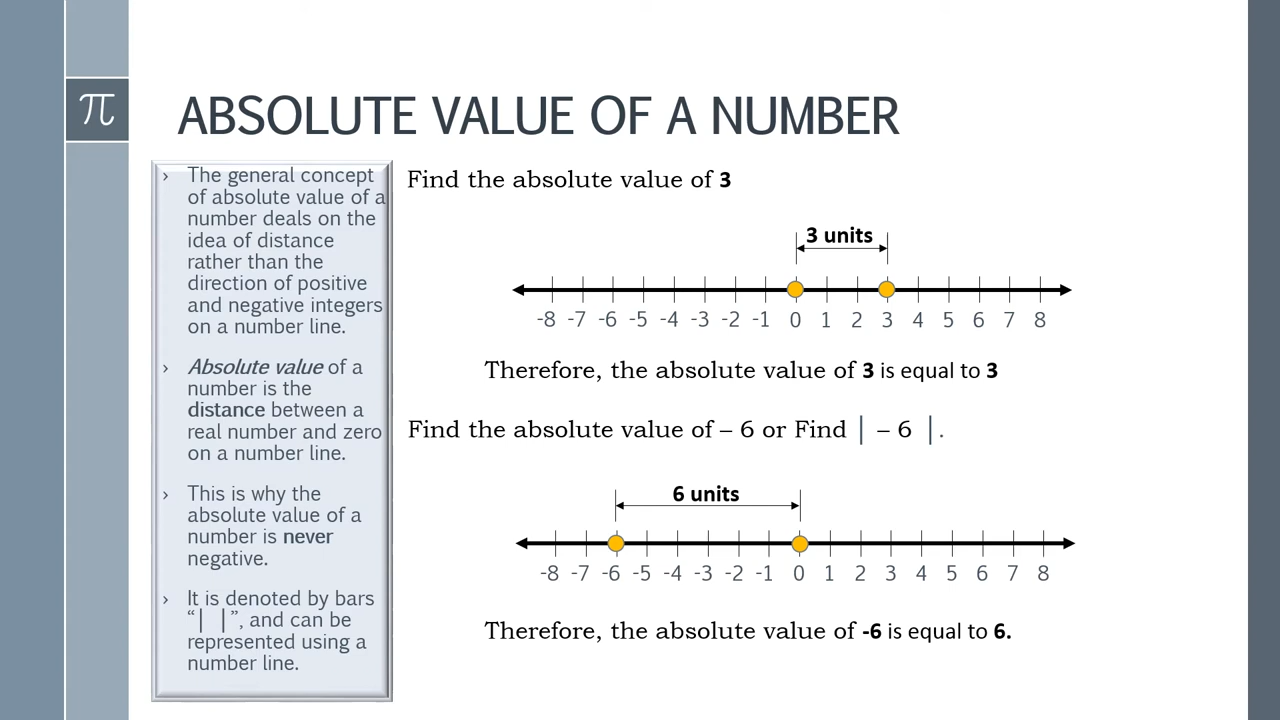 π
ABSOLUTE VALUE OF A NUMBER
› The general concept
of absolute value of a
number deals on the
idea of distance
rather than the
direction of positive
and negative integers
on a number line.
› Absolute value of a
number is the
distance between a
real number and zero
on a number line.
› This is why the
absolute value of a
number is never
negative.
› It is denoted by bars
“│ │”, and can be
represented using a
number line.
Find the absolute value of 3
3 units
-8 -7 -6 -5 -4 -3 -2 -1 0 1 2 3 4 5 6 7 8
Therefore, the absolute value of 3 is equal to 3
Find the absolute value of – 6 or Find │ – 6 │.
6 units
-8 -7 -6 -5 -4 -3 -2 -1 0 1 2 3 4 5 6 7 8
Therefore, the absolute value of -6 is equal to 6.